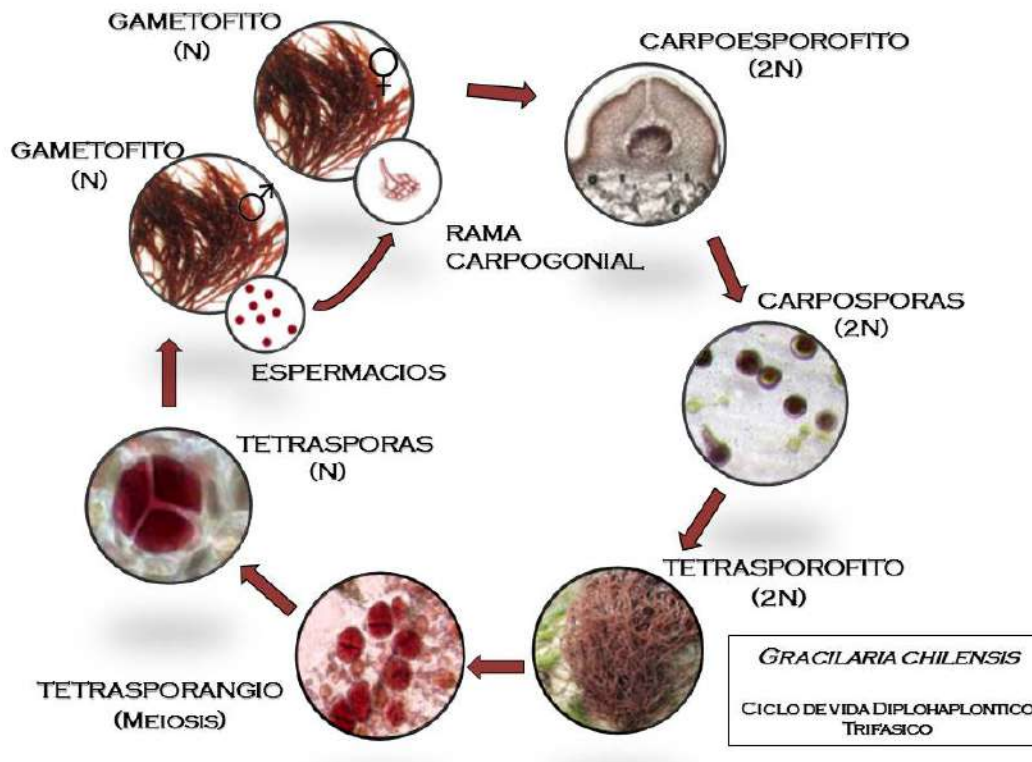 GAMETOFITO
(N)
CARPOESPOROFITO
(2N)
GAMETOFITO
(N)
♀
♂
RAMA
CARPOGONIAL
CARPOSPORAS
(2N)
ESPERMACIOS
TETRASPORAS
(N)
TETRASPOROFITO
(2N)
TETRASPORANGIO
(MEIOSIS)
GRACILARIA CHILENSIS
CICLO DE VIDA DIPLOHAPLONTICO
TRIFASICO